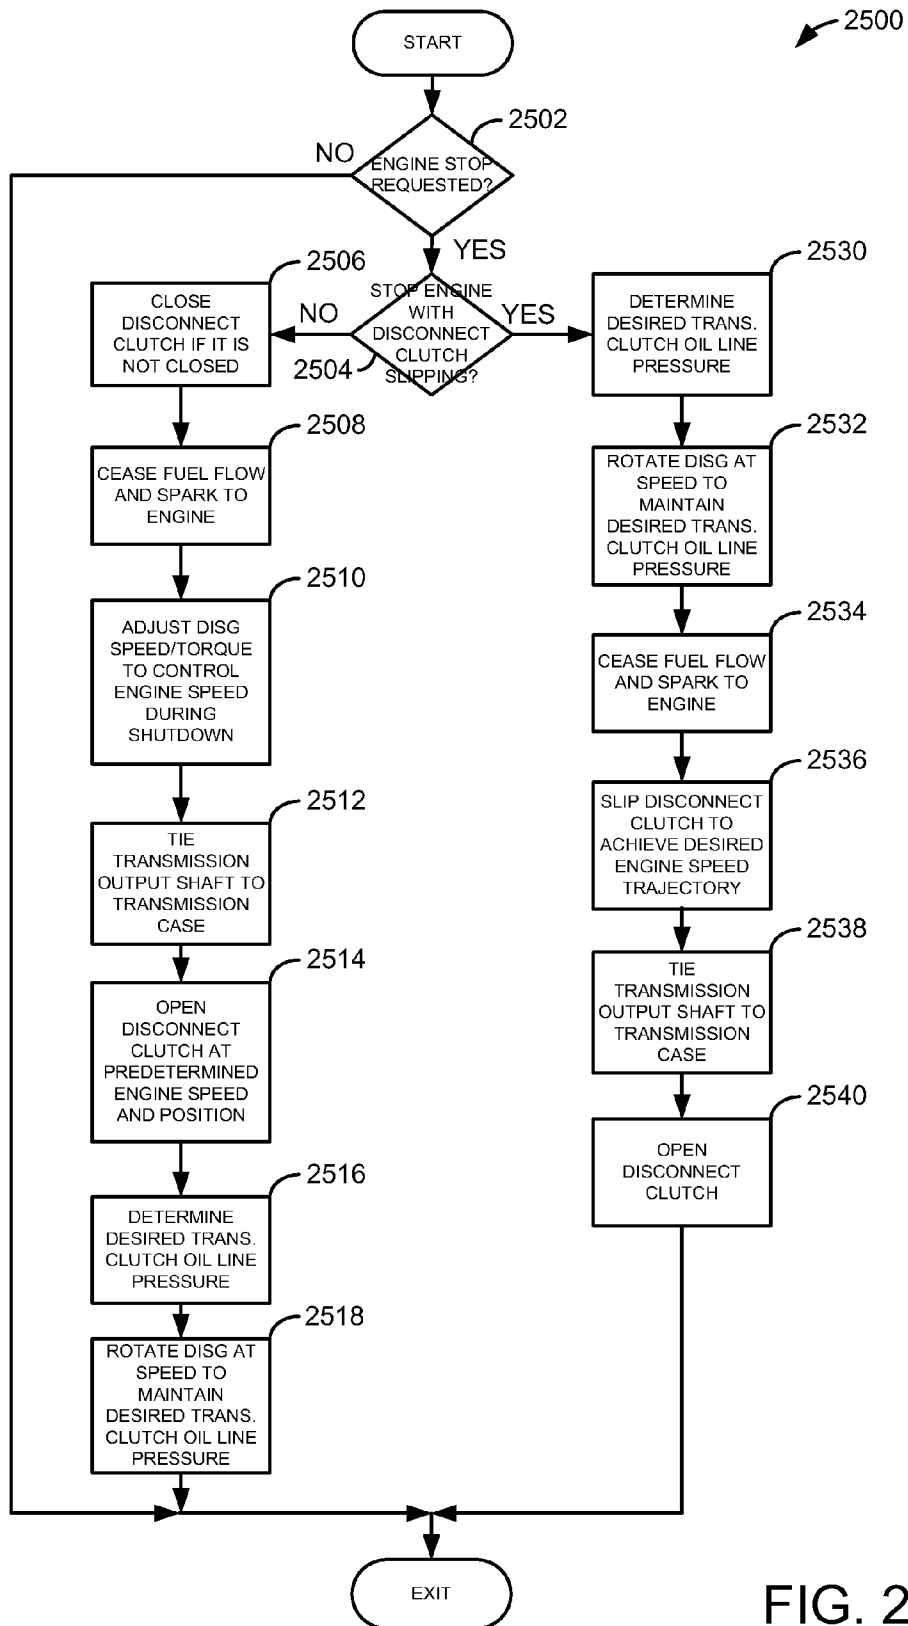 START
2500
2502
ENGINE STOP
REQUESTED?
NO
YES
2506
CLOSE
DISCONNECT
CLUTCH IF IT IS
NOT CLOSED
NO
STOP ENGINE
WITH
DISCONNECT
CLUTCH
SLIPPING?
2504
YES
2530
DETERMINE
DESIRED TRANS.
CLUTCH OIL LINE
PRESSURE
2508
CEASE FUEL FLOW
AND SPARK TO
ENGINE
2532
ROTATE DISG AT
SPEED TO
MAINTAIN
DESIRED TRANS.
CLUTCH OIL LINE
PRESSURE
2510
ADJUST DISG
SPEED/TORQUE
TO CONTROL
ENGINE SPEED
DURING
SHUTDOWN
2534
CEASE FUEL FLOW
AND SPARK TO
ENGINE
2512
TIE
TRANSMISSION
OUTPUT SHAFT TO
TRANSMISSION
CASE
2536
SLIP DISCONNECT
CLUTCH TO
ACHIEVE DESIRED
ENGINE SPEED
TRAJECTORY
2514
OPEN
DISCONNECT
CLUTCH AT
PREDETERMINED
ENGINE SPEED
AND POSITION
2538
TIE
TRANSMISSION
OUTPUT SHAFT TO
TRANSMISSION
CASE
2516
DETERMINE
DESIRED TRANS.
CLUTCH OIL LINE
PRESSURE
2540
OPEN
DISCONNECT
CLUTCH
2518
ROTATE DISG AT
SPEED TO
MAINTAIN
DESIRED TRANS.
CLUTCH OIL LINE
PRESSURE
EXIT
FIG. 2